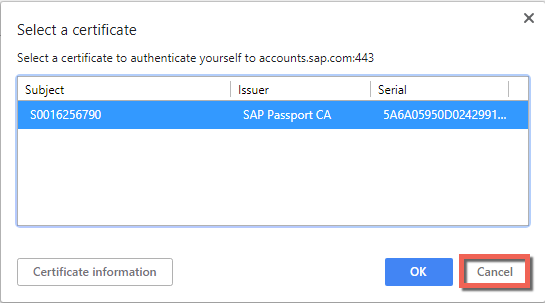 Select a certificate
Select a certificate to authenticate yourself to accounts.sap.com:443
Subject Issuer Serial
S0016256790 SAP Passport CA 5A6A05950D0242991...
Certificate information OK Cancel